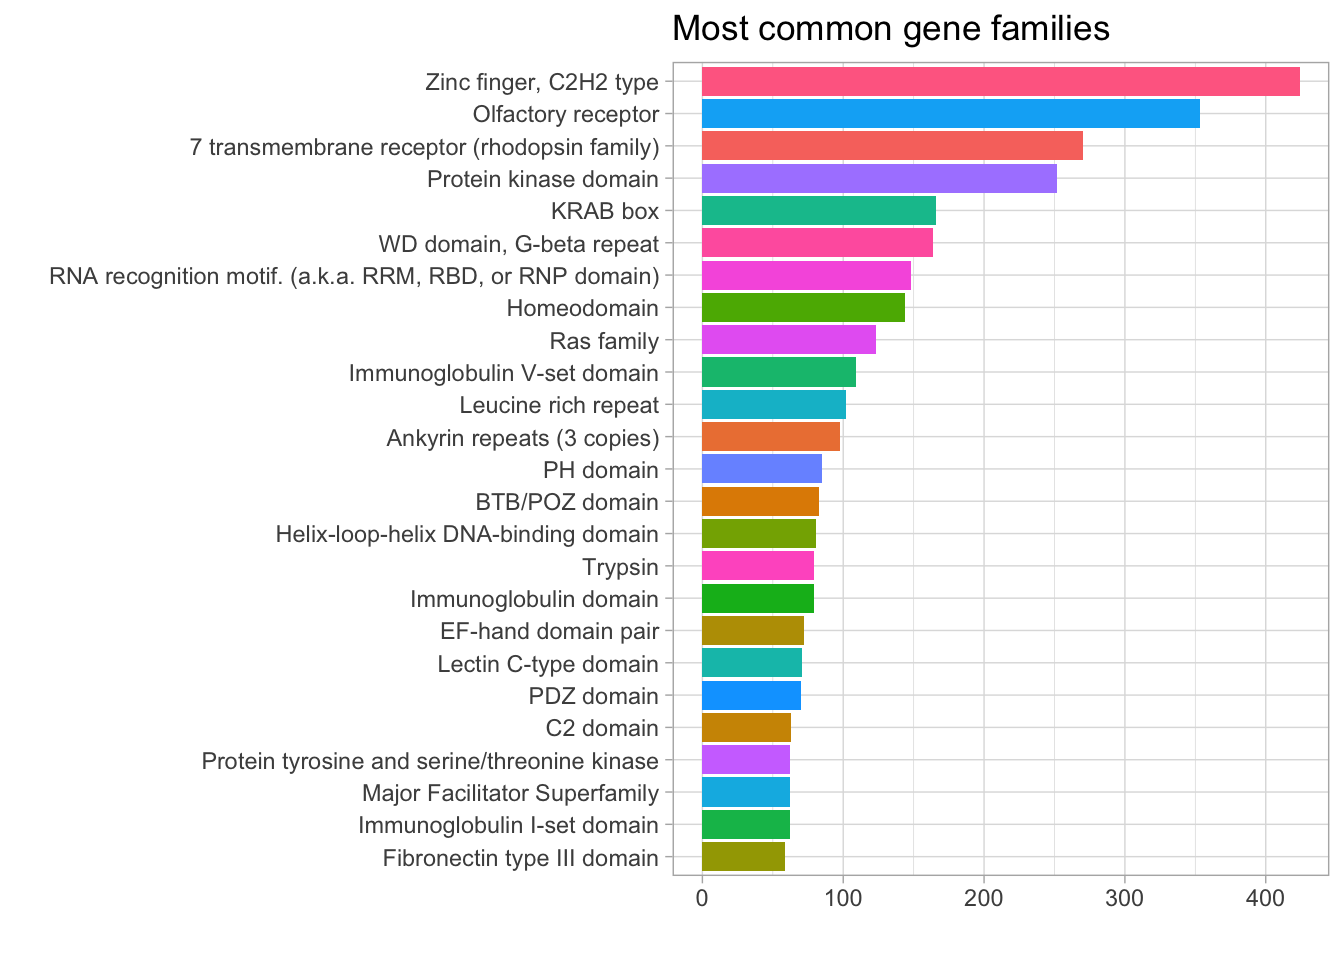 Most common gene families
Zinc finger, C2H2 type
Olfactory receptor
7 transmembrane receptor (rhodopsin family)
Protein kinase domain
KRAB box
WD domain, G-beta repeat
RNA recognition motif. (a.k.a. RRM, RBD, or RNP domain)
Homeodomain
Ras family
Immunoglobulin V-set domain
Leucine rich repeat
Ankyrin repeats (3 copies)
PH domain
BTB/POZ domain
Helix-loop-helix DNA-binding domain
Trypsin
Immunoglobulin domain
EF-hand domain pair
Lectin C-type domain
PDZ domain
C2 domain
Protein tyrosine and serine/threonine kinase
Major Facilitator Superfamily
Immunoglobulin I-set domain
Fibronectin type III domain
0 100 200 300 400